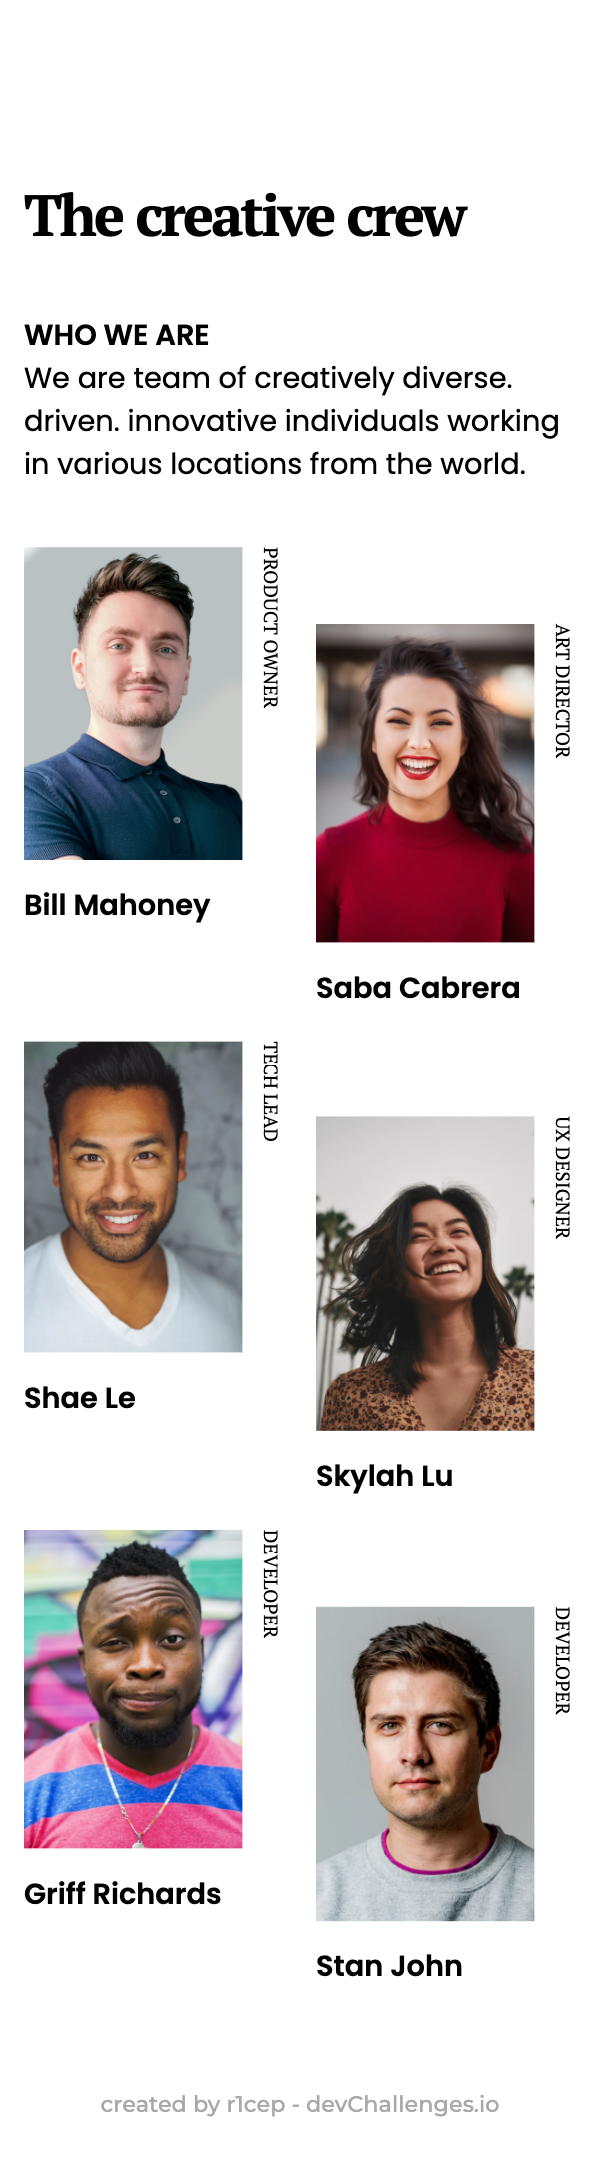 The creative crew
WHO WE ARE
We are team of creatively diverse.
driven. innovative individuals working
in various locations from the world.
PRODUCT OWNER
Bill Mahoney
ART DIRECTOR
Saba Cabrera
TECH LEAD
Shae Le
UX DESIGNER
Skylah Lu
DEVELOPER
Griff Richards
DEVELOPER
Stan John
created by r1cep - devChallenges.io